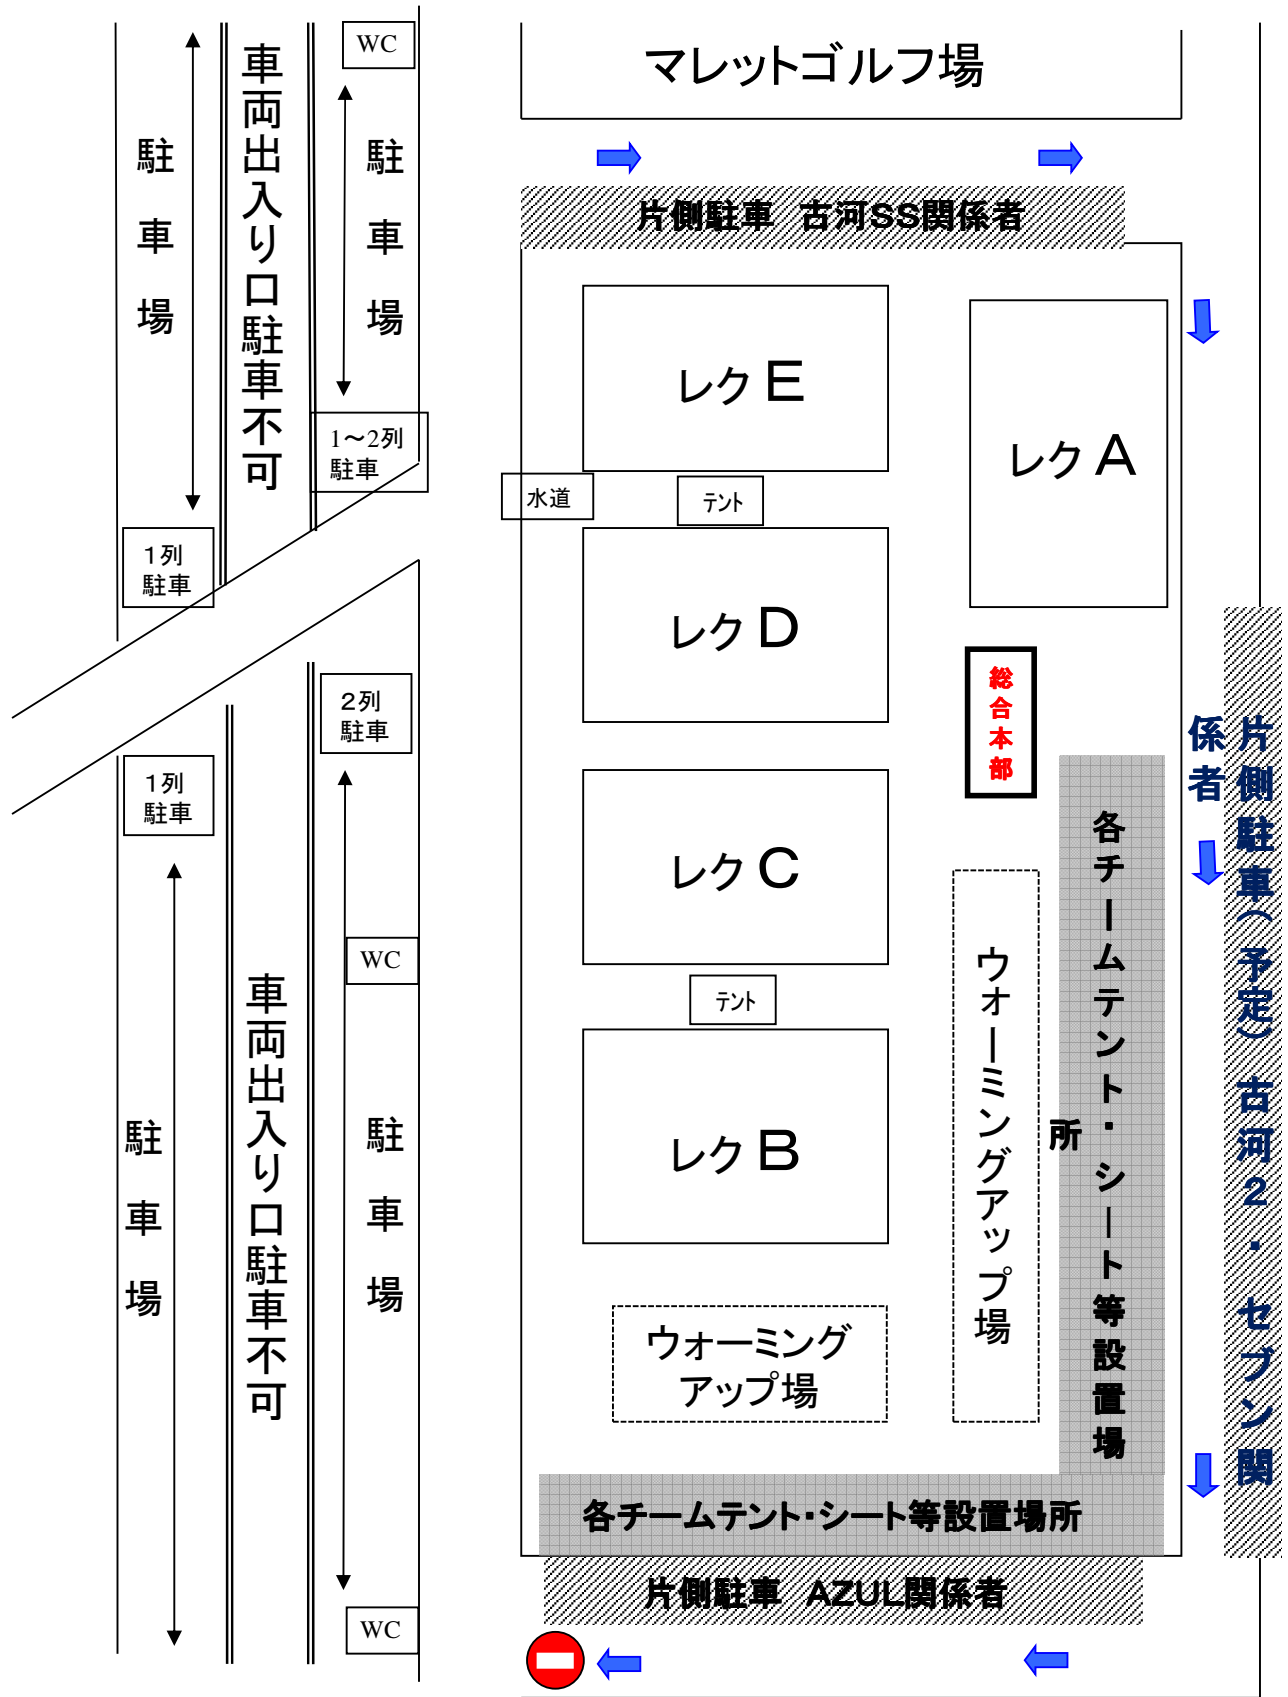 WC
マレットゴルフ場
車両出入り口駐車不可
駐車場
駐車場
片側駐車 古河SS関係者
レクE
レクA
1～2列
駐車
水道
テント
1列
駐車
レクD
総合本部
2列
駐車
1列
駐車
片側駐車(予定) 古河2・セブン関
係者
レクC
各チームテント・シート等設置場
所
WC
ウオーミングアップ場
車両出入り口駐車不可
テント
駐車場
駐車場
レクB
ウォーミング
アップ場
各チームテント・シート等設置場所
片側駐車 AZUL関係者
WC